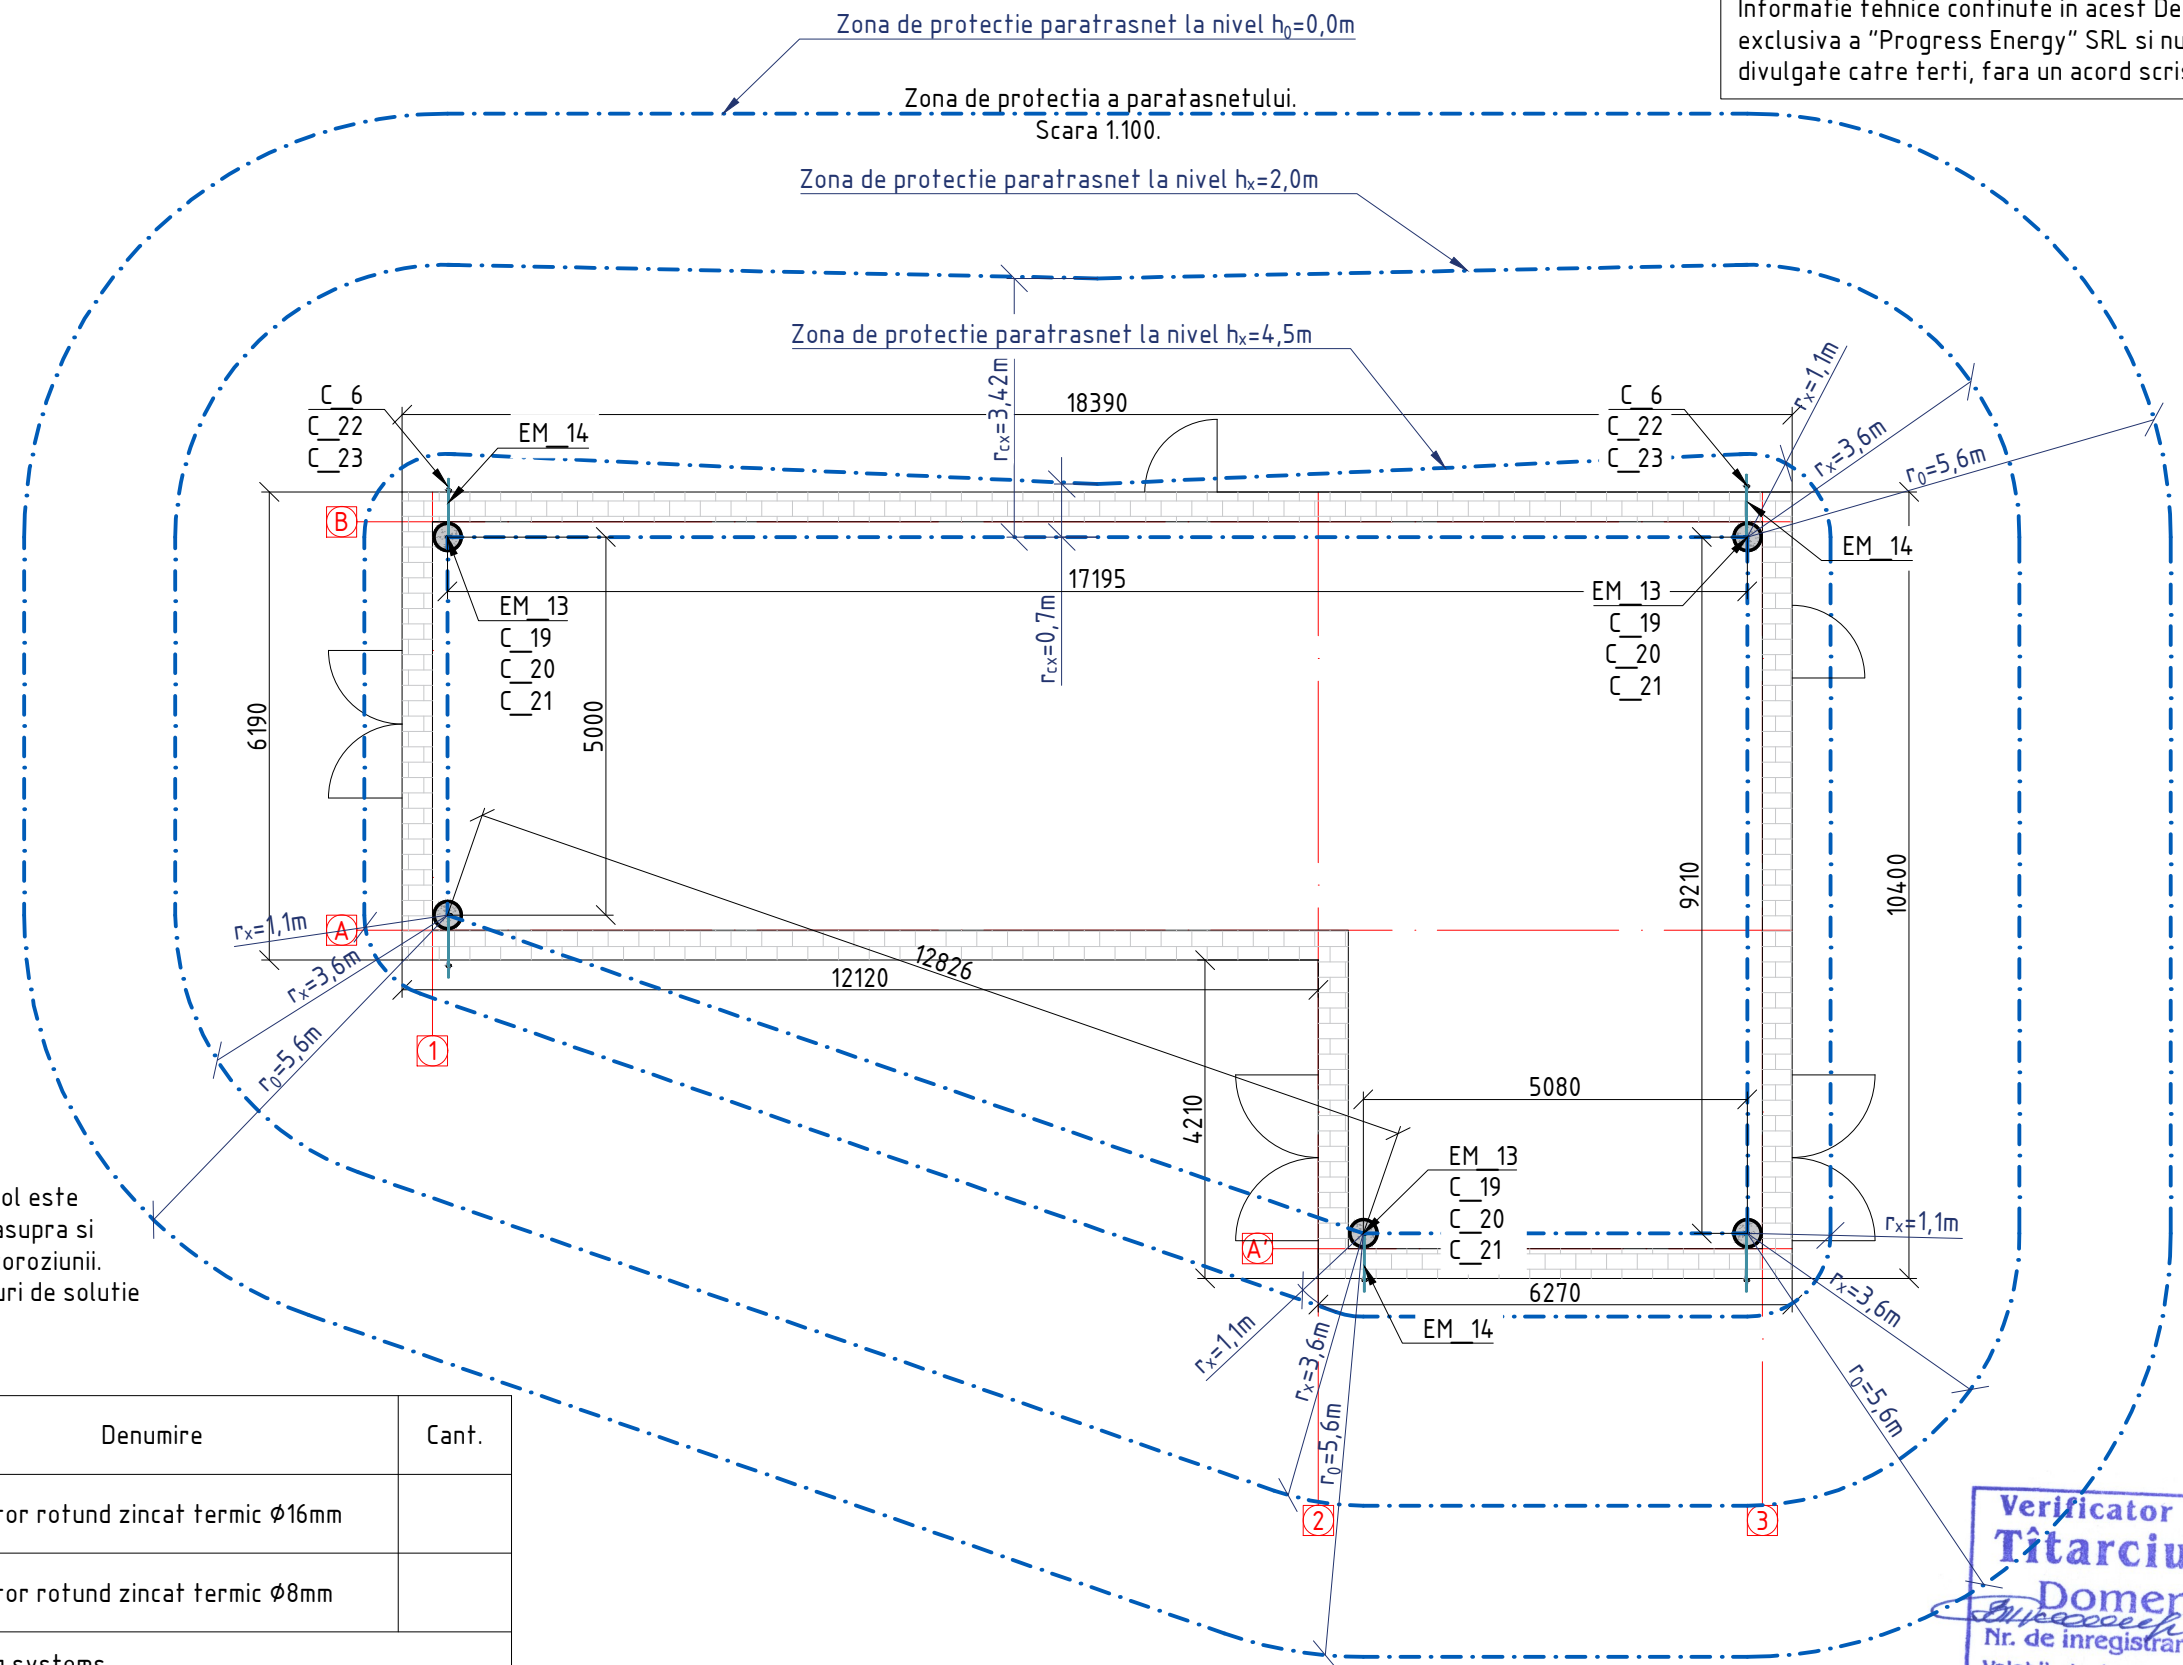 Informatie tehnice continute in acest De
exclusiva a "Progress Energy" SRL si nu
divulgate catre terti, fara un acord scris
Zona de protectie paratrasnet la nivel h₀=0,0m
Zona de protectia a paratasnetului.
Scara 1.100.
Zona de protectie paratrasnet la nivel hₓ=2,0m
Zona de protectie paratrasnet la nivel hₓ=4,5m
C_6
C_22
C_23
EM_14
rcx=3,42m
18390
C_6
C_22
C_23
rx=1,1m
rx=3,6m
r₀=5,6m
B
EM_14
17195
EM_13
C_19
C_20
C_21
rcx=0,7m
EM_13
C_19
C_20
C_21
6190
5000
9210
10400
A
rx=1,1m
rx=3,6m
r₀=5,6m
1
12826
12120
4210
5080
EM_13
C_19
C_20
C_21
A'
rx=1,1m
6270
rx=3,6m
r₀=5,6m
EM_14
rx=1,1m
rx=3,6m
r₀=5,6m
2
3
ol este
asupra si
oroziunii.
uri de solutie
Denumire
Cant.
or rotund zincat termic Ø16mm
or rotund zincat termic Ø8mm
systems
Verificator
Tîtarciu
Domen
Nr. de inregistrar